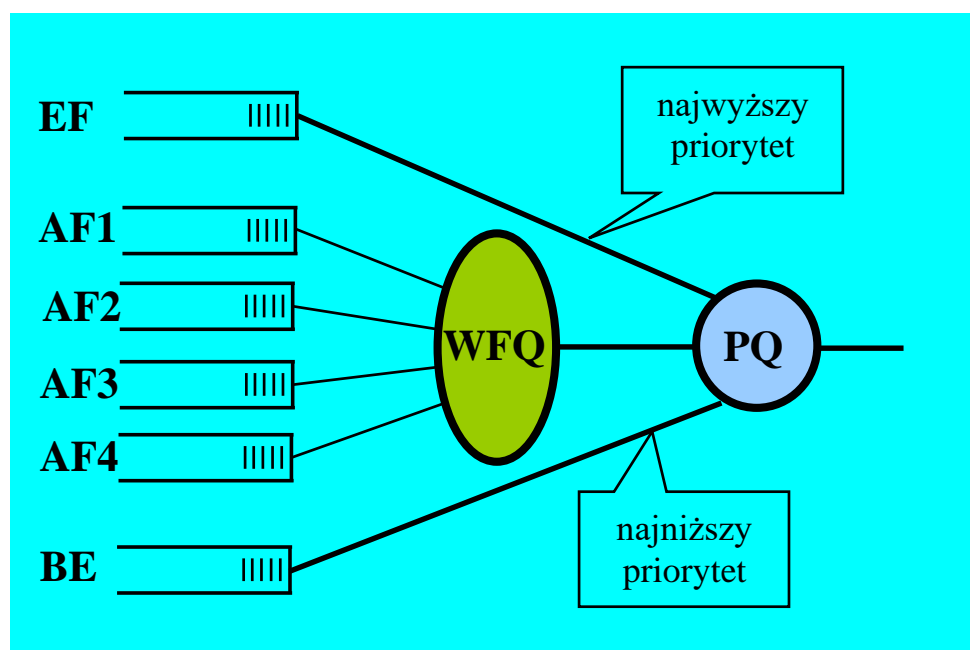 EF
najwyższy
priorytet
AF1
AF2
WFQ
PQ
AF3
AF4
najniższy
priorytet
BE